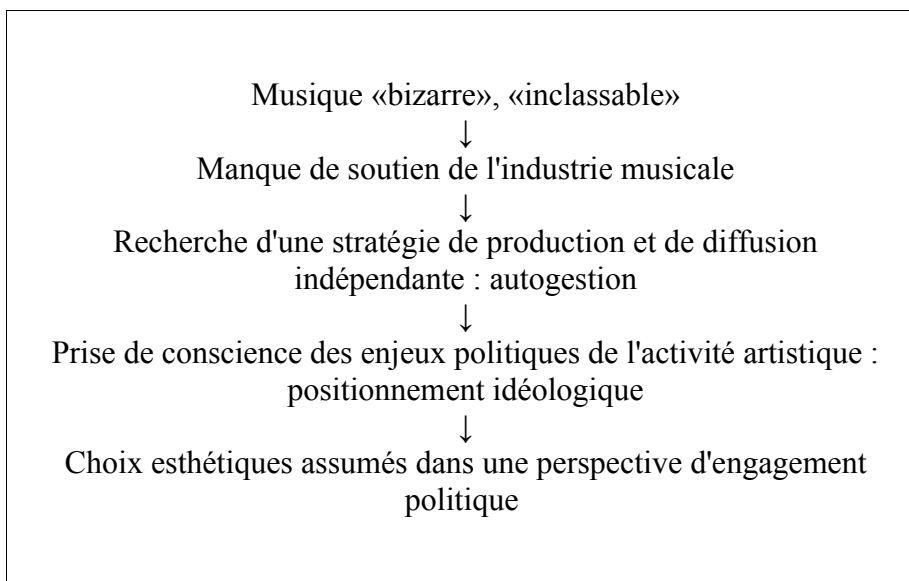 Musique «bizarre», «inclassable»
↓
Manque de soutien de l'industrie musicale
↓
Recherche d'une stratégie de production et de diffusion
indépendante : autogestion
↓
Prise de conscience des enjeux politiques de l'activité artistique :
positionnement idéologique
↓
Choix esthétiques assumés dans une perspective d'engagement
politique